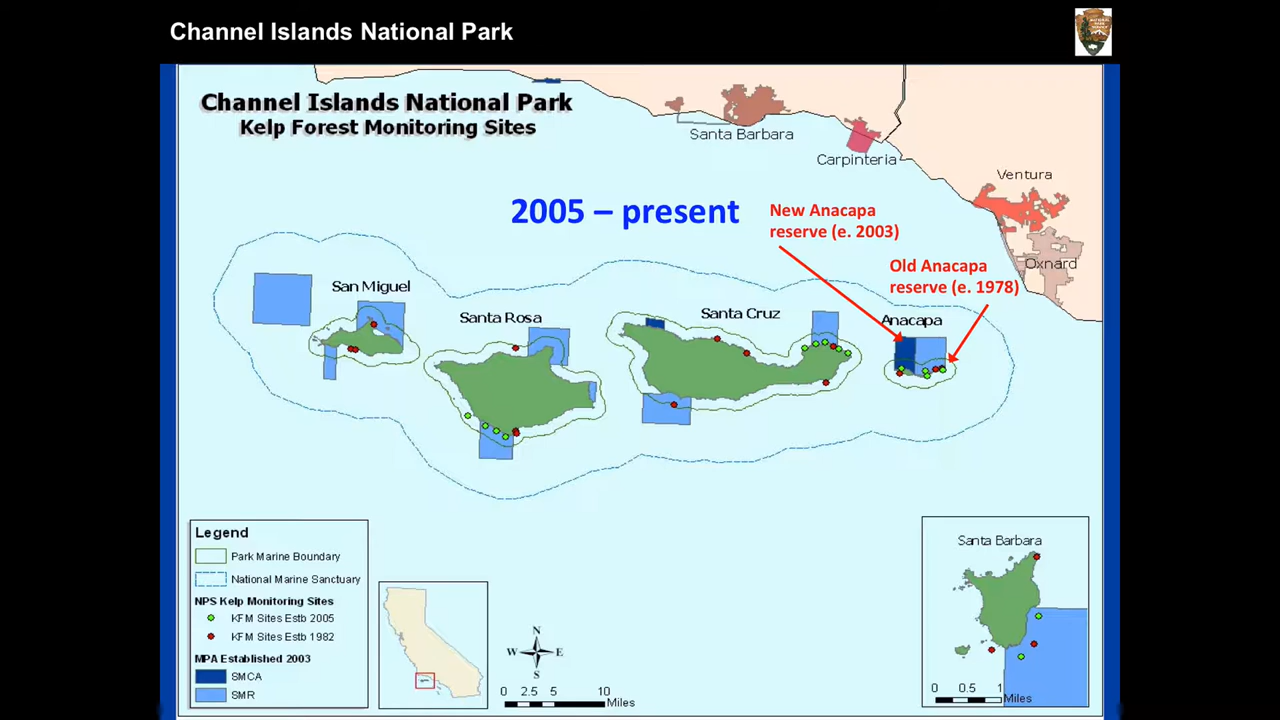 Channel Islands National Park
Channel Islands National Park
Kelp Forest Monitoring Sites
Santa Barbara
Carpinteria
Ventura
Oxnard
2005 – present
New Anacapa
reserve (e. 2003)
Old Anacapa
reserve (e. 1978)
San Miguel
Santa Rosa
Santa Cruz
Anacapa
Legend
Park Marine Boundary
National Marine Sanctuary
NPS Kelp Monitoring Sites
KFM Sites Estb 2005
KFM Sites Estb 1982
MPA Established 2003
SMCA
SMR
N
W E
S
0 2.5 5 10
Miles
Santa Barbara
0 0.5 1
Miles